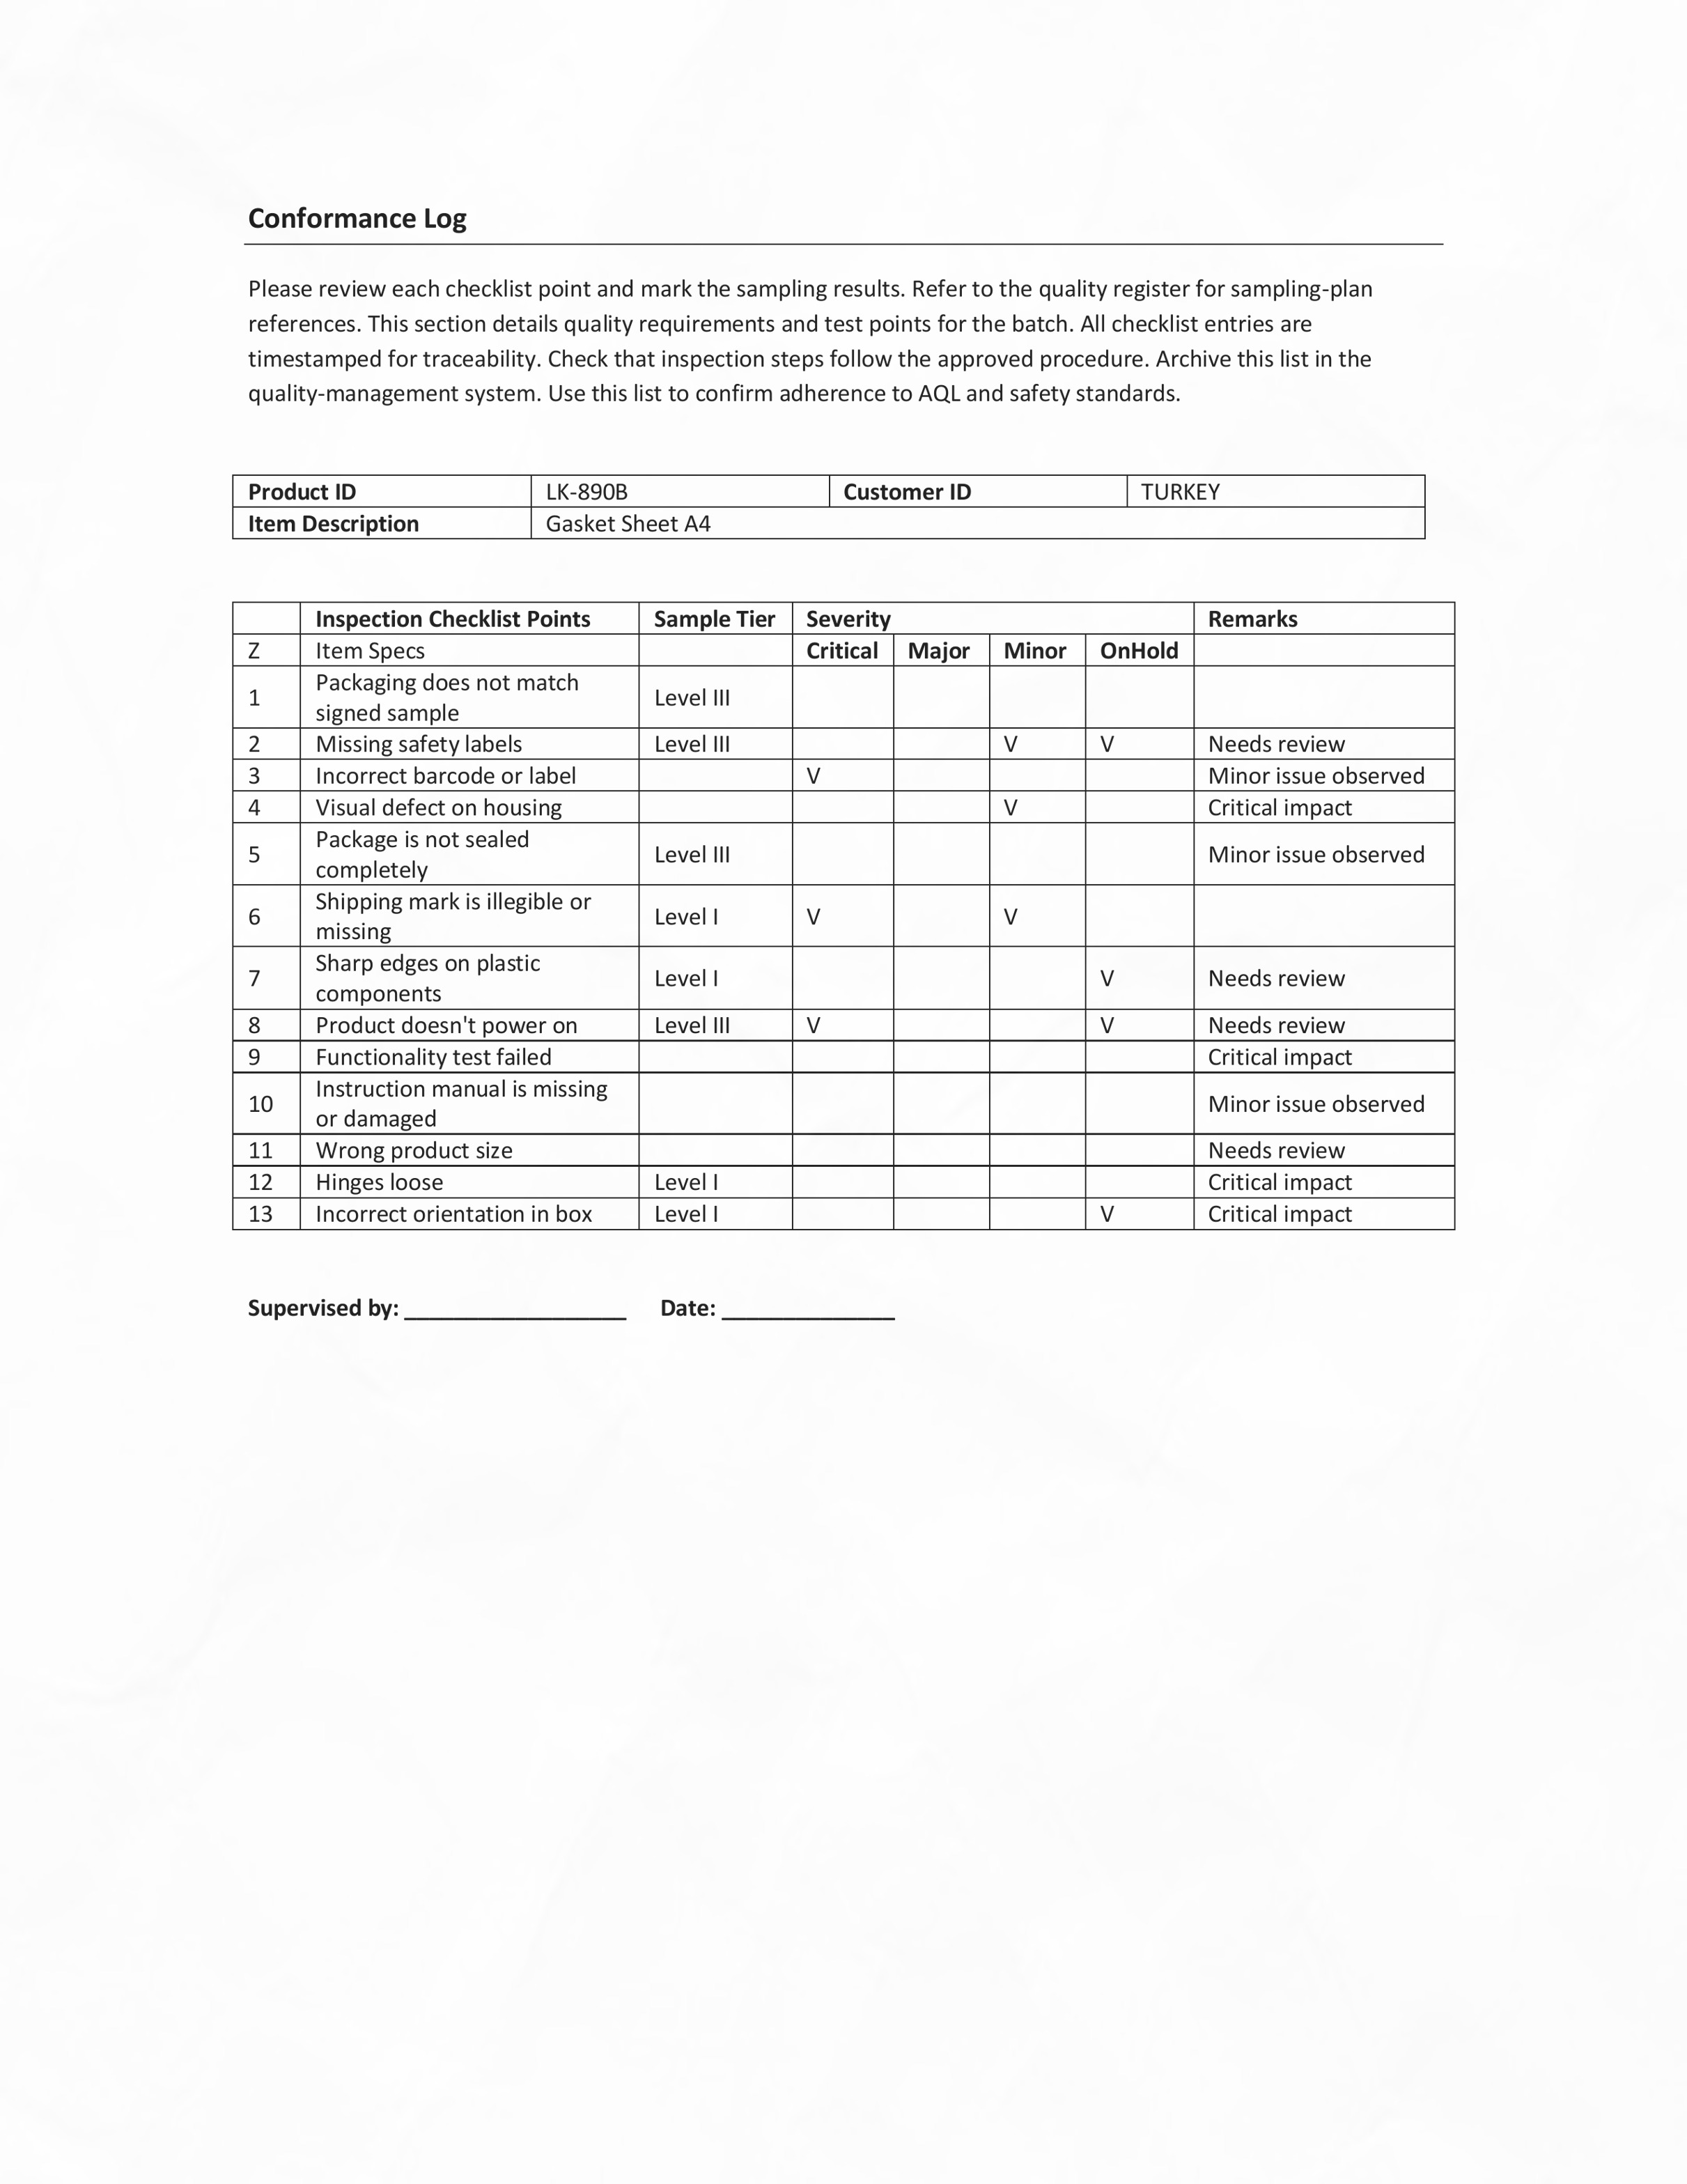 Conformance Log
Please review each checklist point and mark the sampling results. Refer to the quality register for sampling-plan
references. This section details quality requirements and test points for the batch. All checklist entries are
timestamped for traceability. Check that inspection steps follow the approved procedure. Archive this list in the
quality-management system. Use this list to confirm adherence to AQL and safety standards.
Product ID LK-890B Customer ID TURKEY
Item Description Gasket Sheet A4
Inspection Checklist Points Sample Tier Severity Remarks
Z Item Specs Critical Major Minor OnHold
1 Packaging does not match
signed sample Level III
2 Missing safety labels Level III V V Needs review
3 Incorrect barcode or label V Minor issue observed
4 Visual defect on housing V Critical impact
5 Package is not sealed
completely Level III Minor issue observed
6 Shipping mark is illegible or
missing Level I V V
7 Sharp edges on plastic
components Level I V Needs review
8 Product doesn't power on Level III V V Needs review
9 Functionality test failed Critical impact
10 Instruction manual is missing
or damaged Minor issue observed
11 Wrong product size Needs review
12 Hinges loose Level I Critical impact
13 Incorrect orientation in box Level I V Critical impact
Supervised by: __________________ Date: ______________